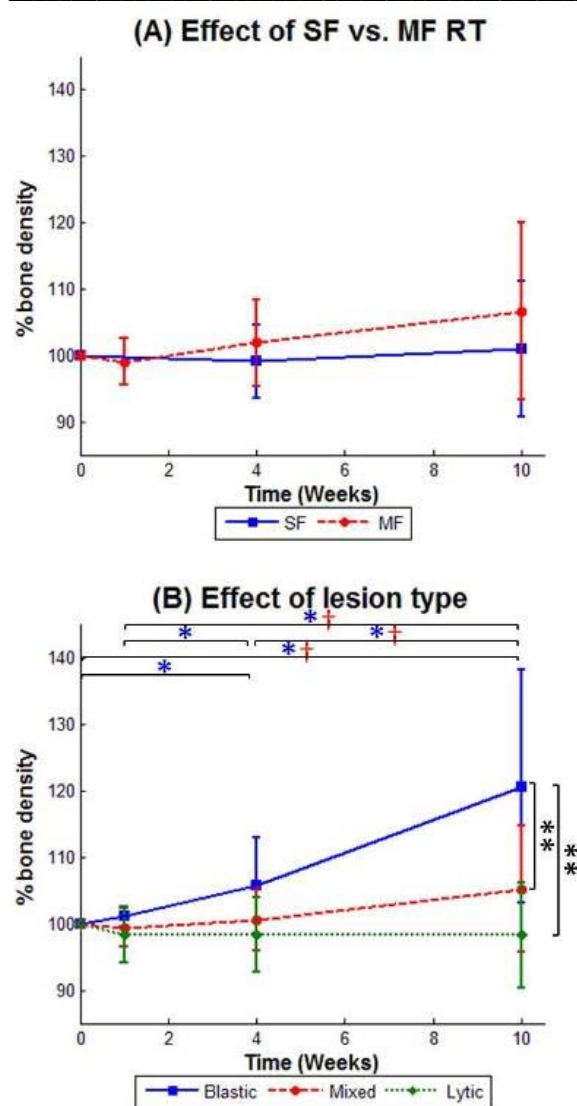 (A) Effect of SF vs. MF RT
% bone density
140
130
120
110
100
90
0 2 4 6 8 10
Time (Weeks)
SF MF
(B) Effect of lesion type
*†
* *†
*†
*
% bone density
140
130
120
110
100
90
**
**
0 2 4 6 8 10
Time (Weeks)
Blastic Mixed Lytic